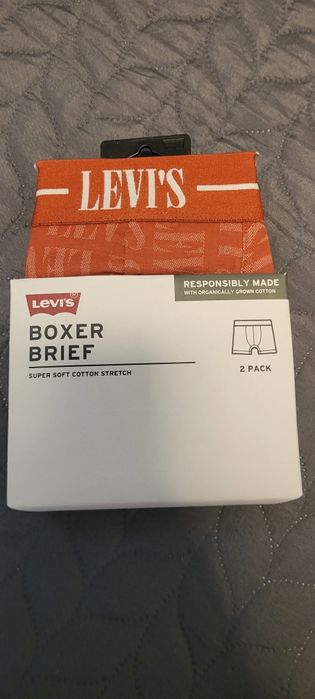 LEVI'S
Levi's
RESPONSIBLY MADE
WITH ORGANICALLY GROWN COTTON
BOXER
BRIEF
SUPER SOFT COTTON STRETCH
2 PACK